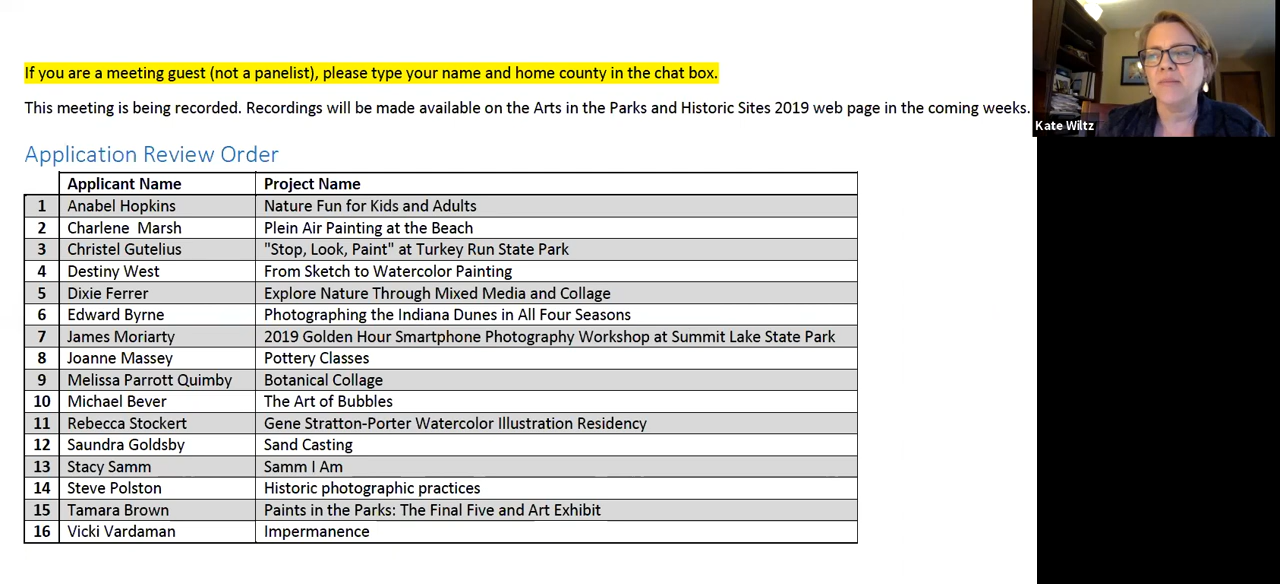 If you are a meeting guest (not a panelist), please type your name and home county in the chat box.
This meeting is being recorded. Recordings will be made available on the Arts in the Parks and Historic Sites 2019 web page in the coming weeks.
Kate Wiltz
Application Review Order
Applicant Name Project Name
1 Anabel Hopkins Nature Fun for Kids and Adults
2 Charlene Marsh Plein Air Painting at the Beach
3 Christel Gutelius "Stop, Look, Paint" at Turkey Run State Park
4 Destiny West From Sketch to Watercolor Painting
5 Dixie Ferrer Explore Nature Through Mixed Media and Collage
6 Edward Byrne Photographing the Indiana Dunes in All Four Seasons
7 James Moriarty 2019 Golden Hour Smartphone Photography Workshop at Summit Lake State Park
8 Joanne Massey Pottery Classes
9 Melissa Parrott Quimby Botanical Collage
10 Michael Bever The Art of Bubbles
11 Rebecca Stockert Gene Stratton-Porter Watercolor Illustration Residency
12 Saundra Goldsby Sand Casting
13 Stacy Samm Samm I Am
14 Steve Polston Historic photographic practices
15 Tamara Brown Paints in the Parks: The Final Five and Art Exhibit
16 Vicki Vardaman Impermanence